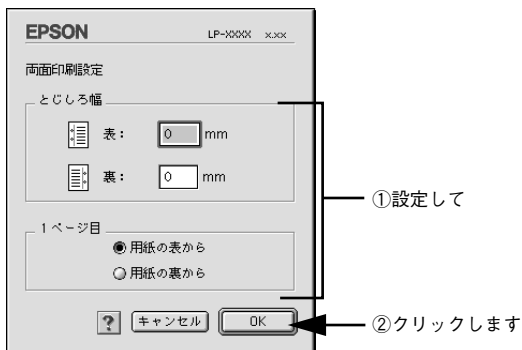 EPSON LP-XXXX x.xx
両面印刷設定
とじしろ幅
表： 0 mm
裏： 0 mm
①設定して
1ページ目
用紙の表から
用紙の裏から
? キャンセル OK
②クリックします